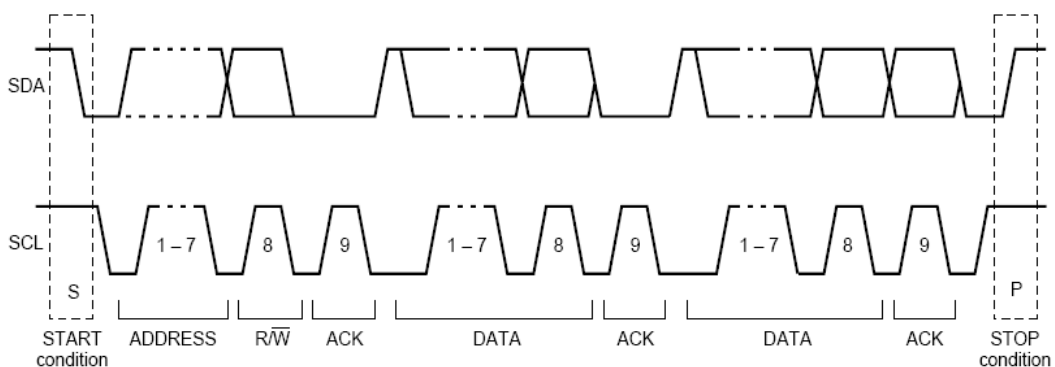 SDA
SCL
1 – 7
8
9
1 – 7
8
9
1 – 7
8
9
S
P
START
condition
ADDRESS
R/W̅
ACK
DATA
ACK
DATA
ACK
STOP
condition